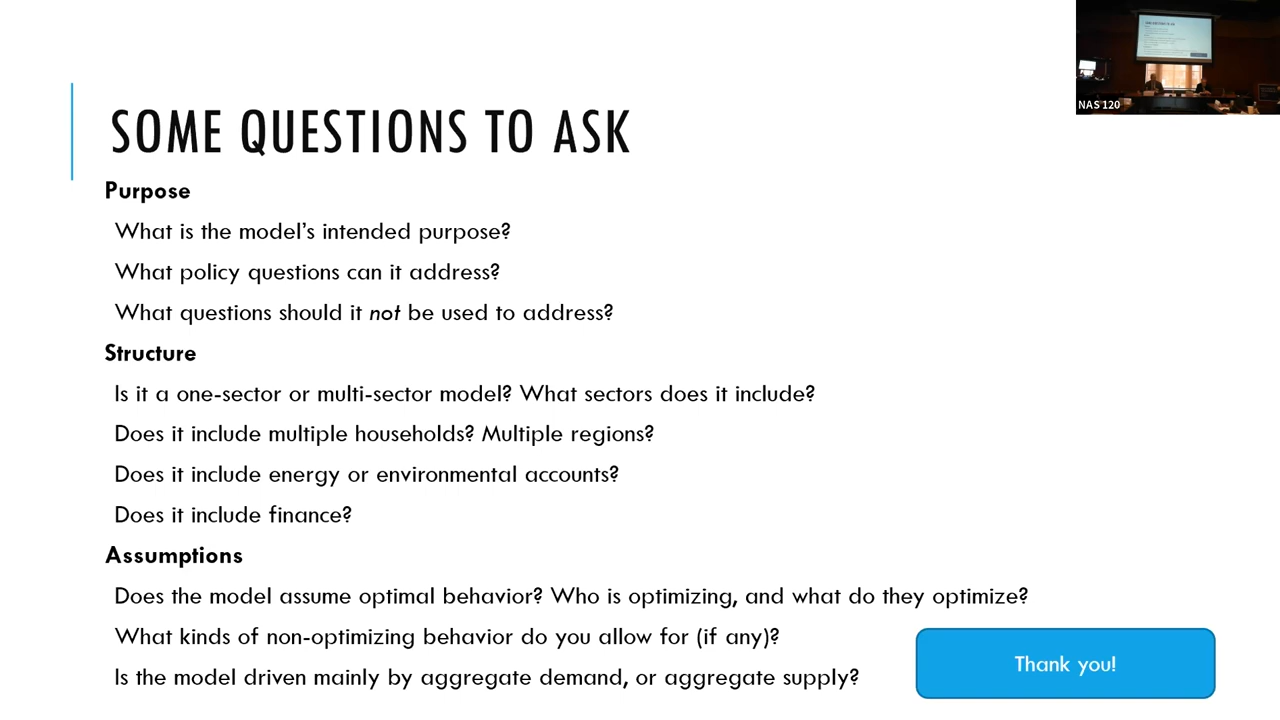 NAS 120
SOME QUESTIONS TO ASK
Purpose
What is the model's intended purpose?
What policy questions can it address?
What questions should it not be used to address?
Structure
Is it a one-sector or multi-sector model? What sectors does it include?
Does it include multiple households? Multiple regions?
Does it include energy or environmental accounts?
Does it include finance?
Assumptions
Does the model assume optimal behavior? Who is optimizing, and what do they optimize?
What kinds of non-optimizing behavior do you allow for (if any)?
Is the model driven mainly by aggregate demand, or aggregate supply?
Thank you!